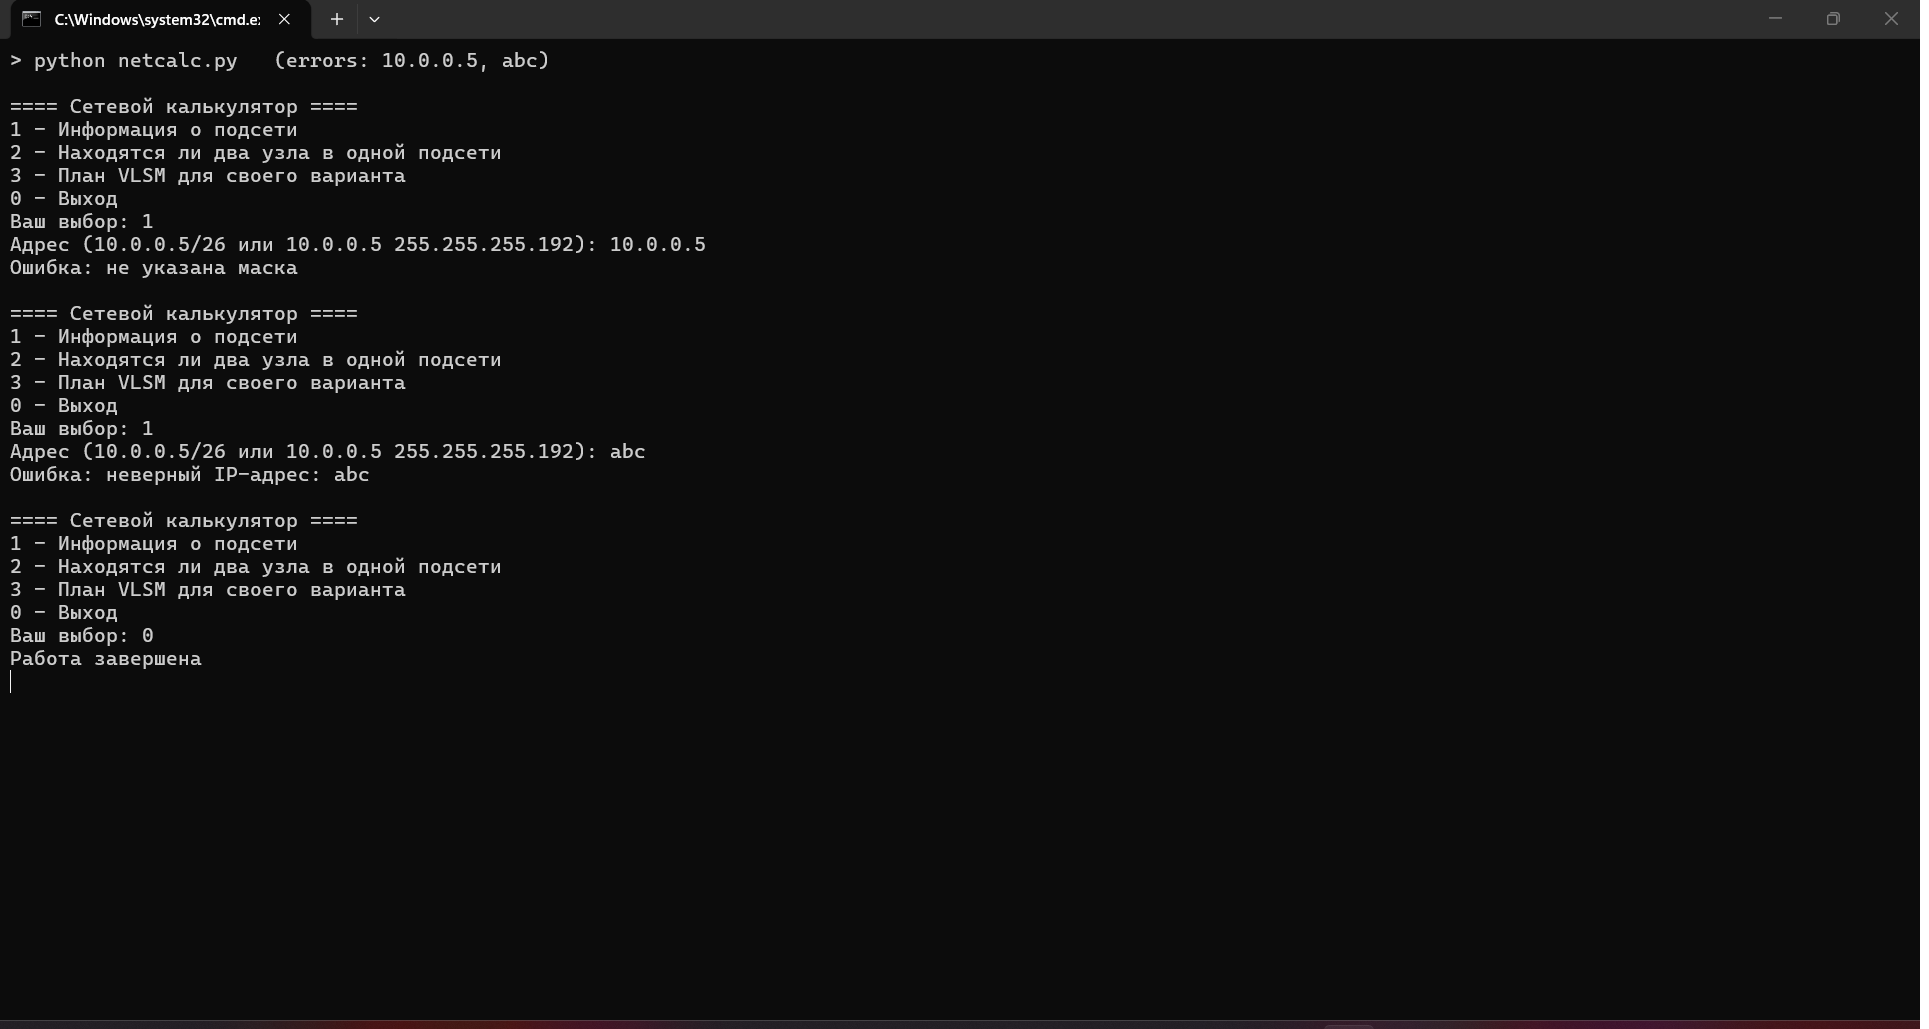 C:\Windows\system32\cmd.e:
> python netcalc.py   (errors: 10.0.0.5, abc)
==== Сетевой калькулятор ====
1 - Информация о подсети
2 - Находятся ли два узла в одной подсети
3 - План VLSM для своего варианта
0 - Выход
Ваш выбор: 1
Адрес (10.0.0.5/26 или 10.0.0.5 255.255.255.192): 10.0.0.5
Ошибка: не указана маска
==== Сетевой калькулятор ====
1 - Информация о подсети
2 - Находятся ли два узла в одной подсети
3 - План VLSM для своего варианта
0 - Выход
Ваш выбор: 1
Адрес (10.0.0.5/26 или 10.0.0.5 255.255.255.192): abc
Ошибка: неверный IP-адрес: abc
==== Сетевой калькулятор ====
1 - Информация о подсети
2 - Находятся ли два узла в одной подсети
3 - План VLSM для своего варианта
0 - Выход
Ваш выбор: 0
Работа завершена